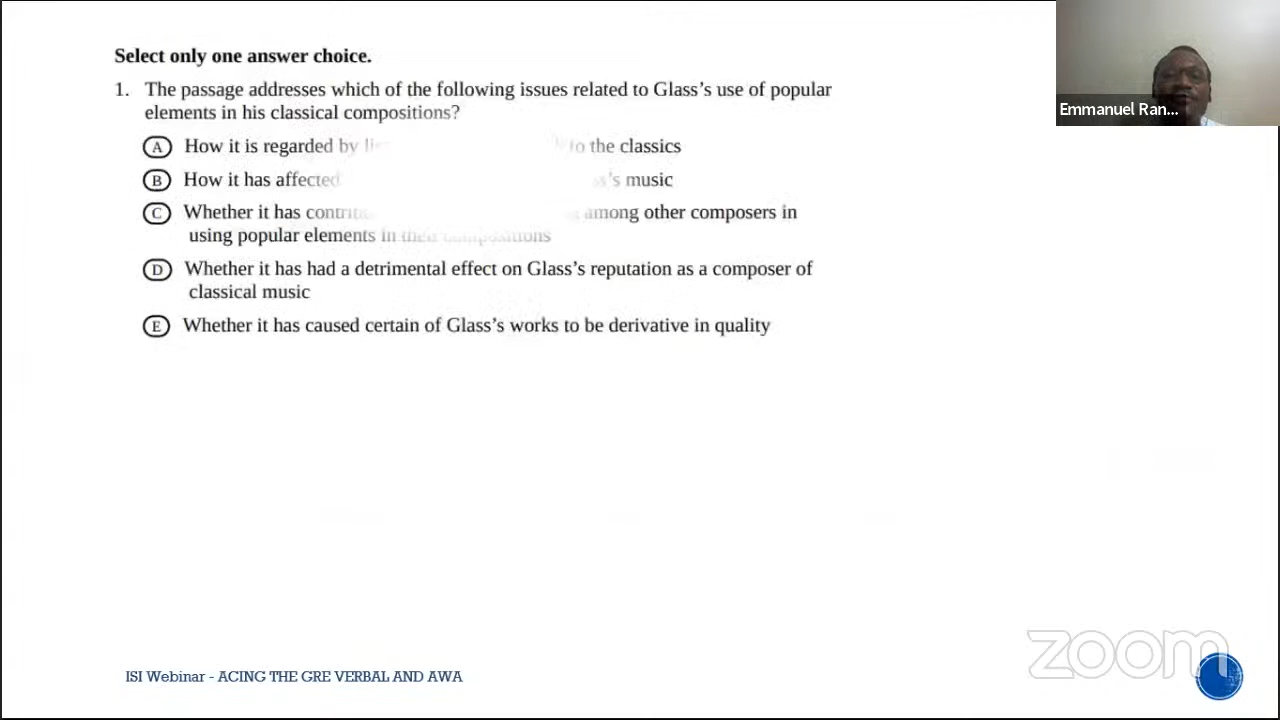 Select only one answer choice.
1. The passage addresses which of the following issues related to Glass's use of popular
elements in his classical compositions?
A How it is regarded by to the classics
B How it has affected 's music
C Whether it has among other composers in
using popular elements in their compositions
D Whether it has had a detrimental effect on Glass's reputation as a composer of
classical music
E Whether it has caused certain of Glass's works to be derivative in quality
Emmanuel Ran...
zoom
ISI Webinar - ACING THE GRE VERBAL AND AWA